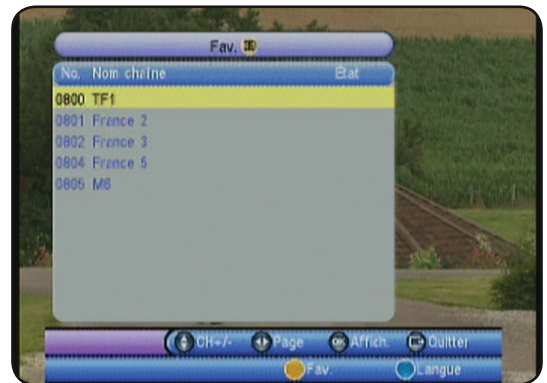 Fav.
No. Nom chaîne État
0800 TF1
0801 France 2
0802 France 3
0804 France 5
0805 M6
CH+/- Page OK Affich. Quitter
Fav. Langue